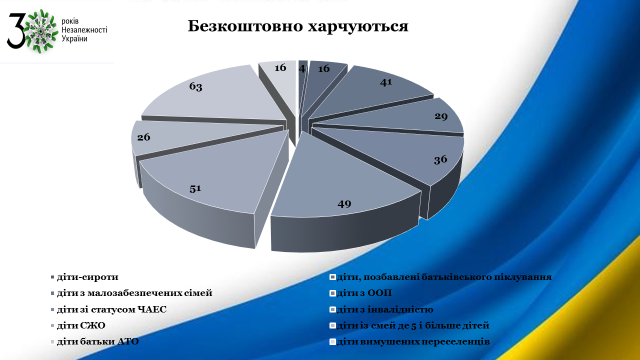 30 років
Незалежності
України
Безкоштовно харчуються
4
16
41
29
36
49
51
26
63
16
діти-сироти
діти, позбавлені батьківського піклування
діти з малозабезпечених сімей
діти з ООП
діти зі статусом ЧАЕС
діти з інвалідністю
діти СЖО
діти із смей де 5 і більше дітей
діти батьки АТО
діти вимушених переселенців